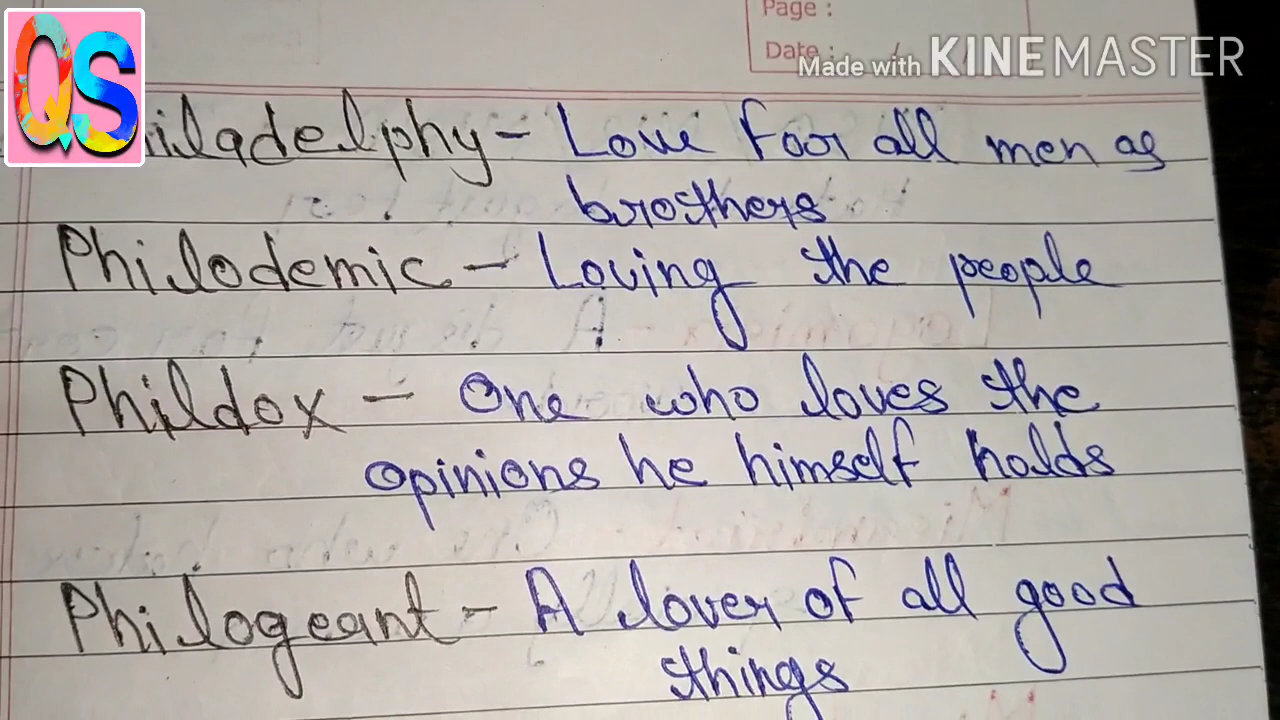 Page :
Date :
Made with KINEMASTER
QS
iladelphy - Love foor all men as
brothers
Philodemic - Loving the people
Phildox - One who loves the
opinions he himself holds
Philogeant - A lover of all good
things